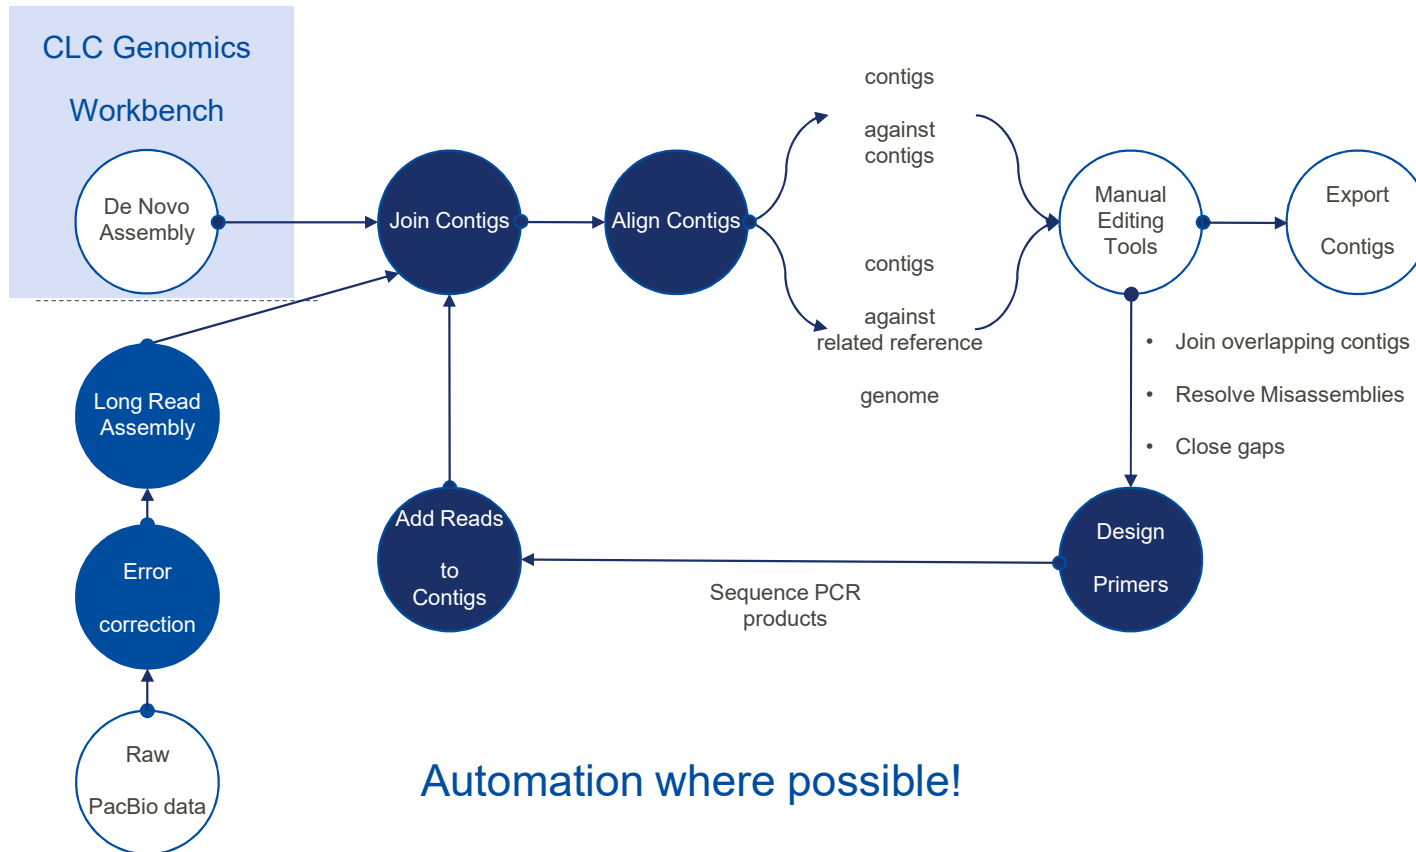 CLC Genomics
Workbench
De Novo
Assembly
Join Contigs
Align Contigs
contigs
against
contigs
contigs
against
related reference
genome
Manual
Editing
Tools
Export
Contigs
• Join overlapping contigs
• Resolve Misassemblies
• Close gaps
Long Read
Assembly
Error
correction
Raw
PacBio data
Add Reads
to
Contigs
Sequence PCR
products
Design
Primers
Automation where possible!